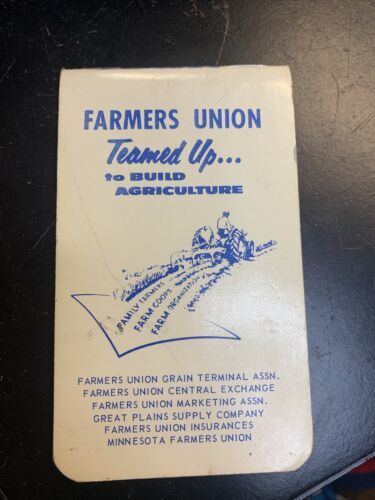 FARMERS UNION
Teamed Up...
to BUILD
AGRICULTURE
FAMILY FARMERS
FARM COOPS
FARM ORGANIZATION
FARMERS UNION GRAIN TERMINAL ASSN.
FARMERS UNION CENTRAL EXCHANGE
FARMERS UNION MARKETING ASSN.
GREAT PLAINS SUPPLY COMPANY
FARMERS UNION INSURANCES
MINNESOTA FARMERS UNION